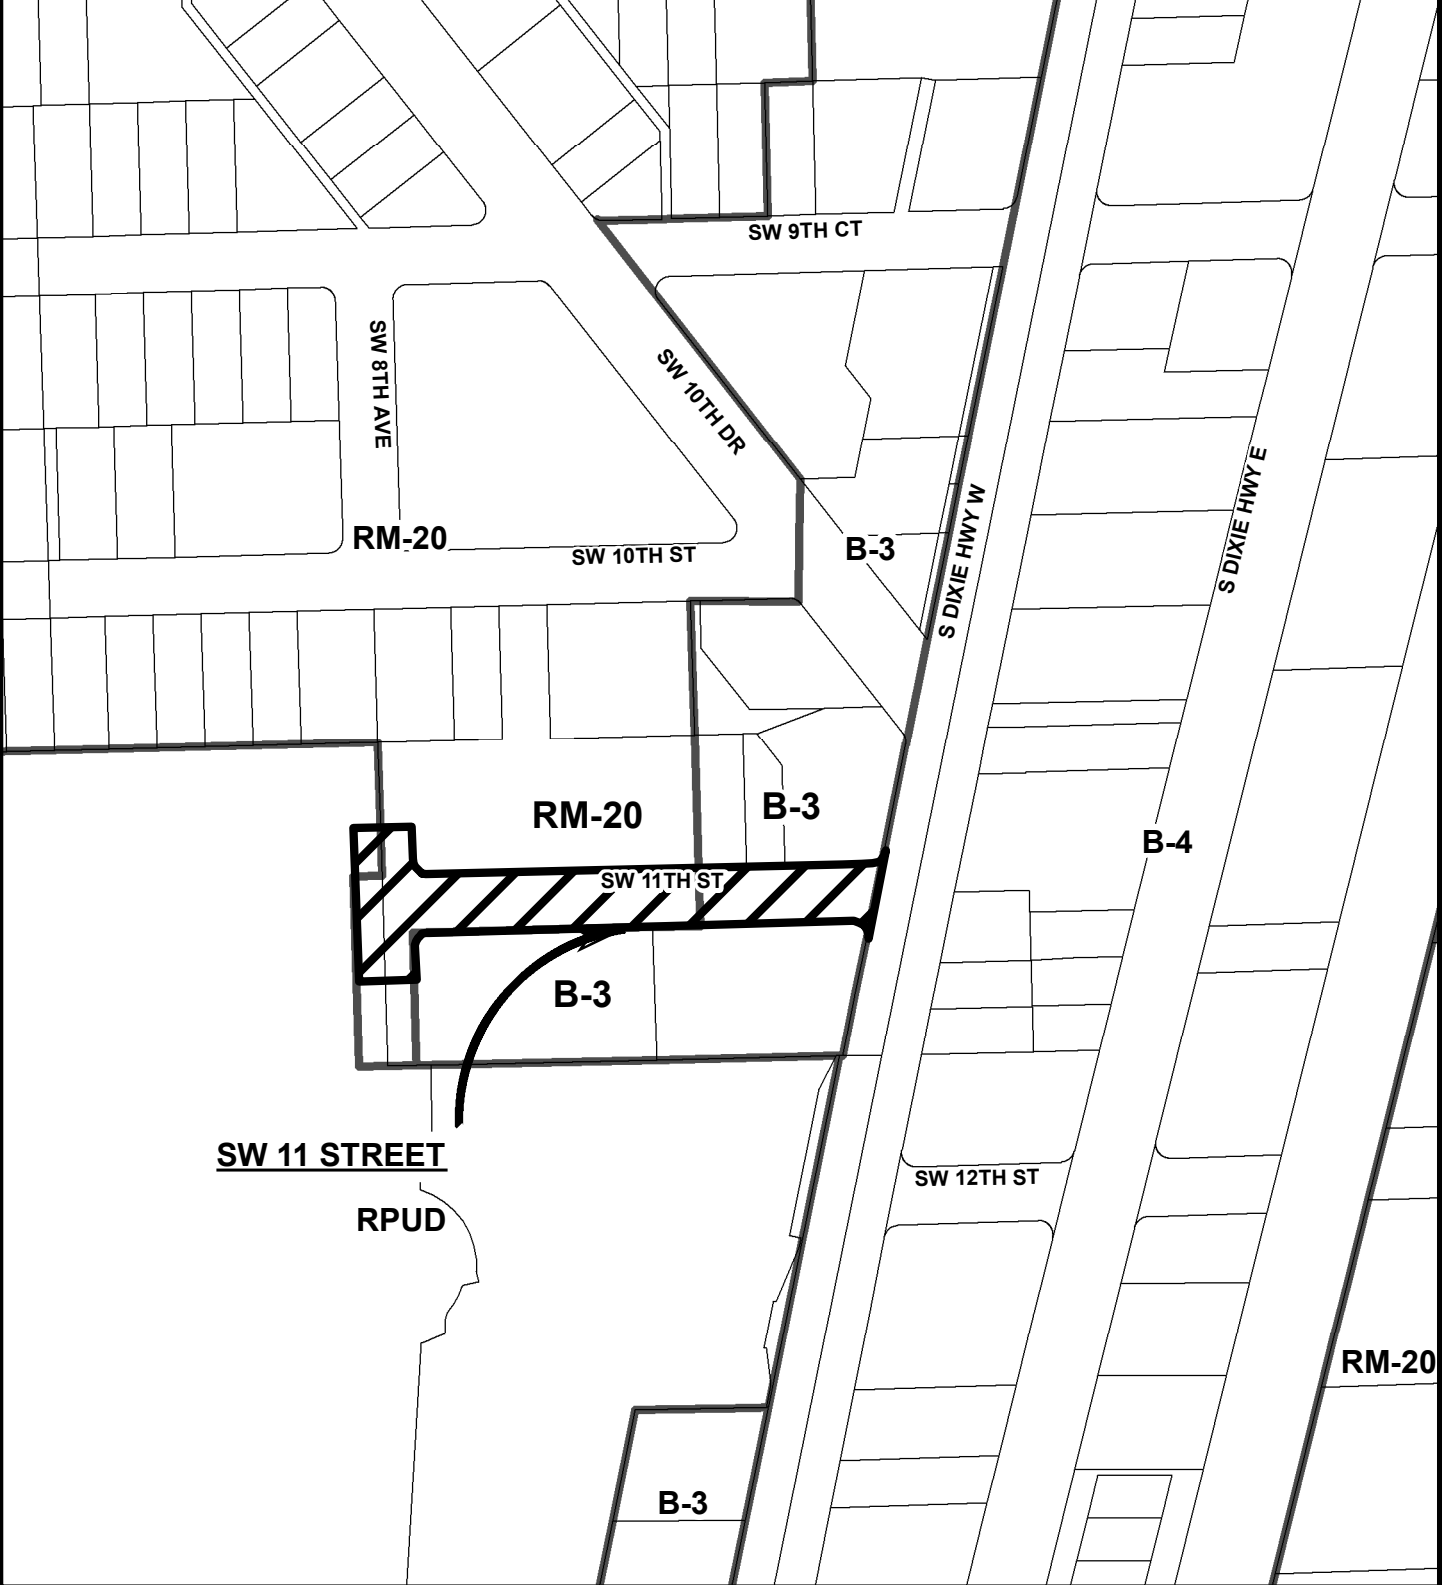 SW 9TH CT
SW 8TH AVE
SW 10TH DR
S DIXIE HWY W
S DIXIE HWY E
RM-20
SW 10TH ST
B-3
RM-20
B-3
B-4
SW 11TH ST
B-3
SW 11 STREET
SW 12TH ST
RPUD
RM-20
B-3